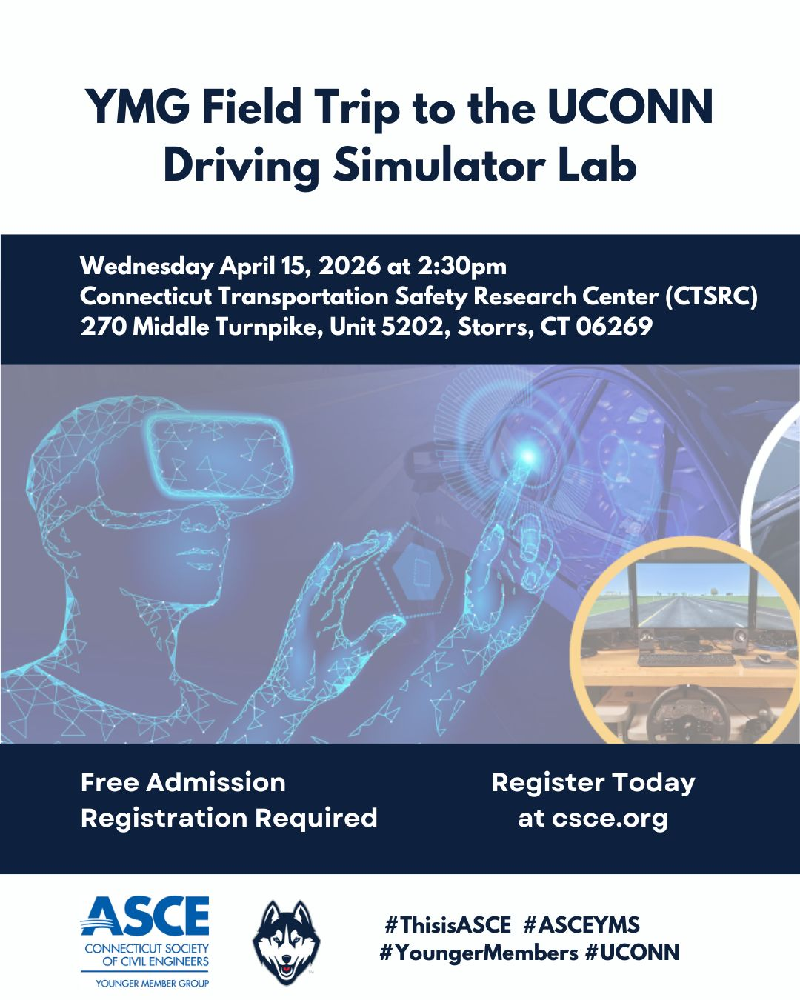 YMG Field Trip to the UCONN
Driving Simulator Lab
Wednesday April 15, 2026 at 2:30pm
Connecticut Transportation Safety Research Center (CTSRC)
270 Middle Turnpike, Unit 5202, Storrs, CT 06269
Free Admission
Registration Required
Register Today
at csce.org
ASCE
CONNECTICUT SOCIETY
OF CIVIL ENGINEERS
YOUNGER MEMBER GROUP
TM
#ThisisASCE #ASCEYMS
#YoungerMembers #UCONN